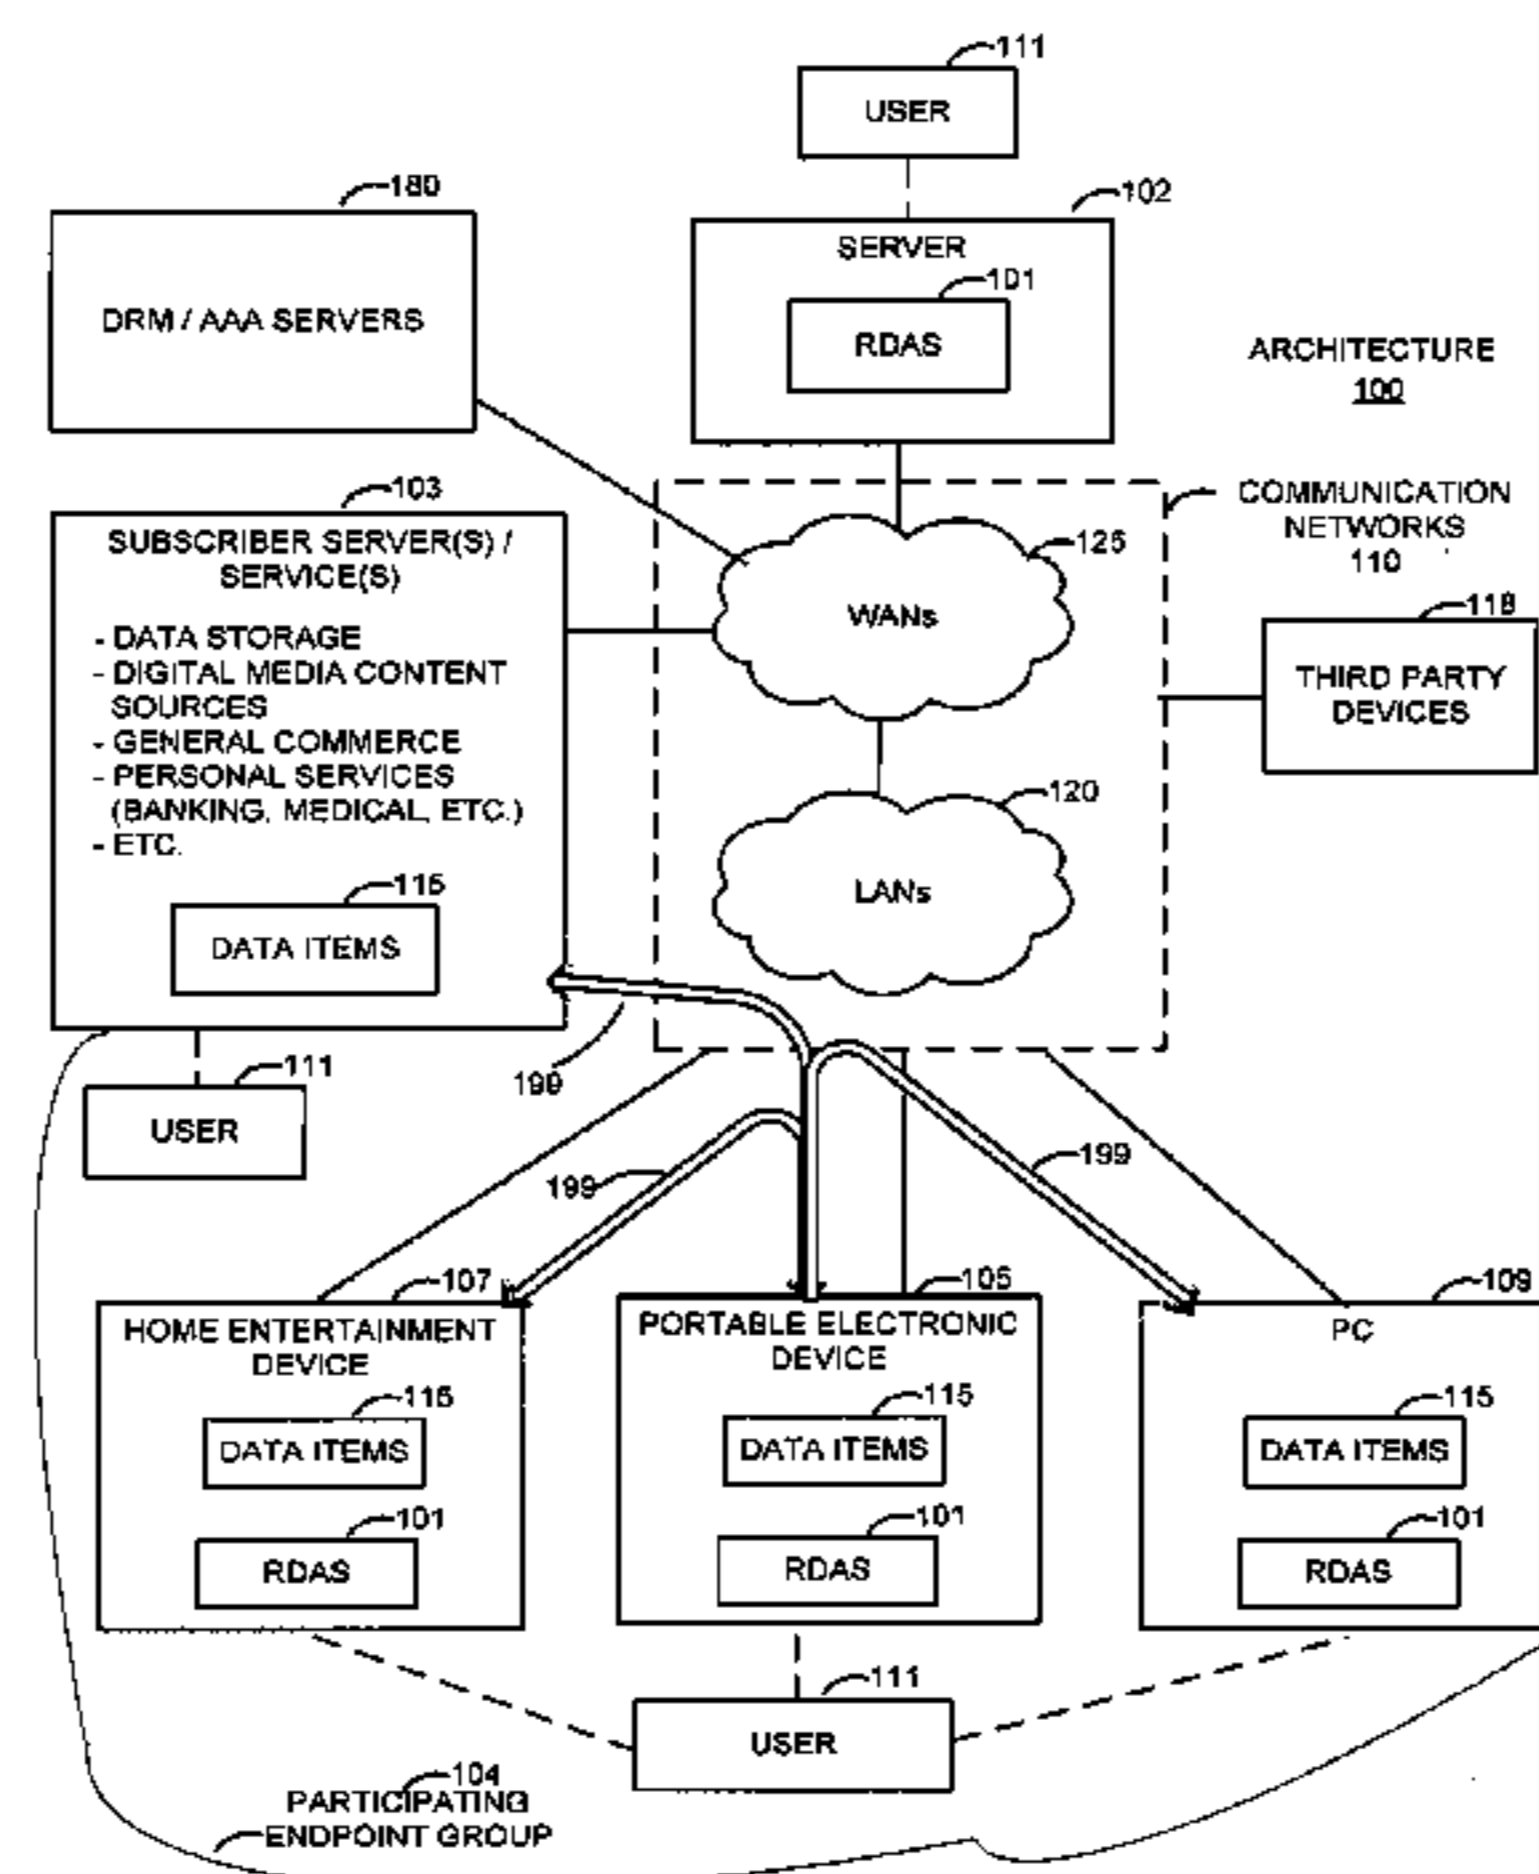 111
USER
180
102
SERVER
101
RDAS
DRM / AAA SERVERS
ARCHITECTURE
100
103
COMMUNICATION
NETWORKS
110
SUBSCRIBER SERVER(S) /
SERVICE(S)
- DATA STORAGE
- DIGITAL MEDIA CONTENT
SOURCES
- GENERAL COMMERCE
- PERSONAL SERVICES
(BANKING, MEDICAL, ETC.)
- ETC.
115
DATA ITEMS
125
WANs
118
THIRD PARTY
DEVICES
120
LANs
199
111
USER
199
199
107
HOME ENTERTAINMENT
DEVICE
115
DATA ITEMS
101
RDAS
105
PORTABLE ELECTRONIC
DEVICE
115
DATA ITEMS
101
RDAS
109
PC
115
DATA ITEMS
101
RDAS
111
USER
104
PARTICIPATING
ENDPOINT GROUP